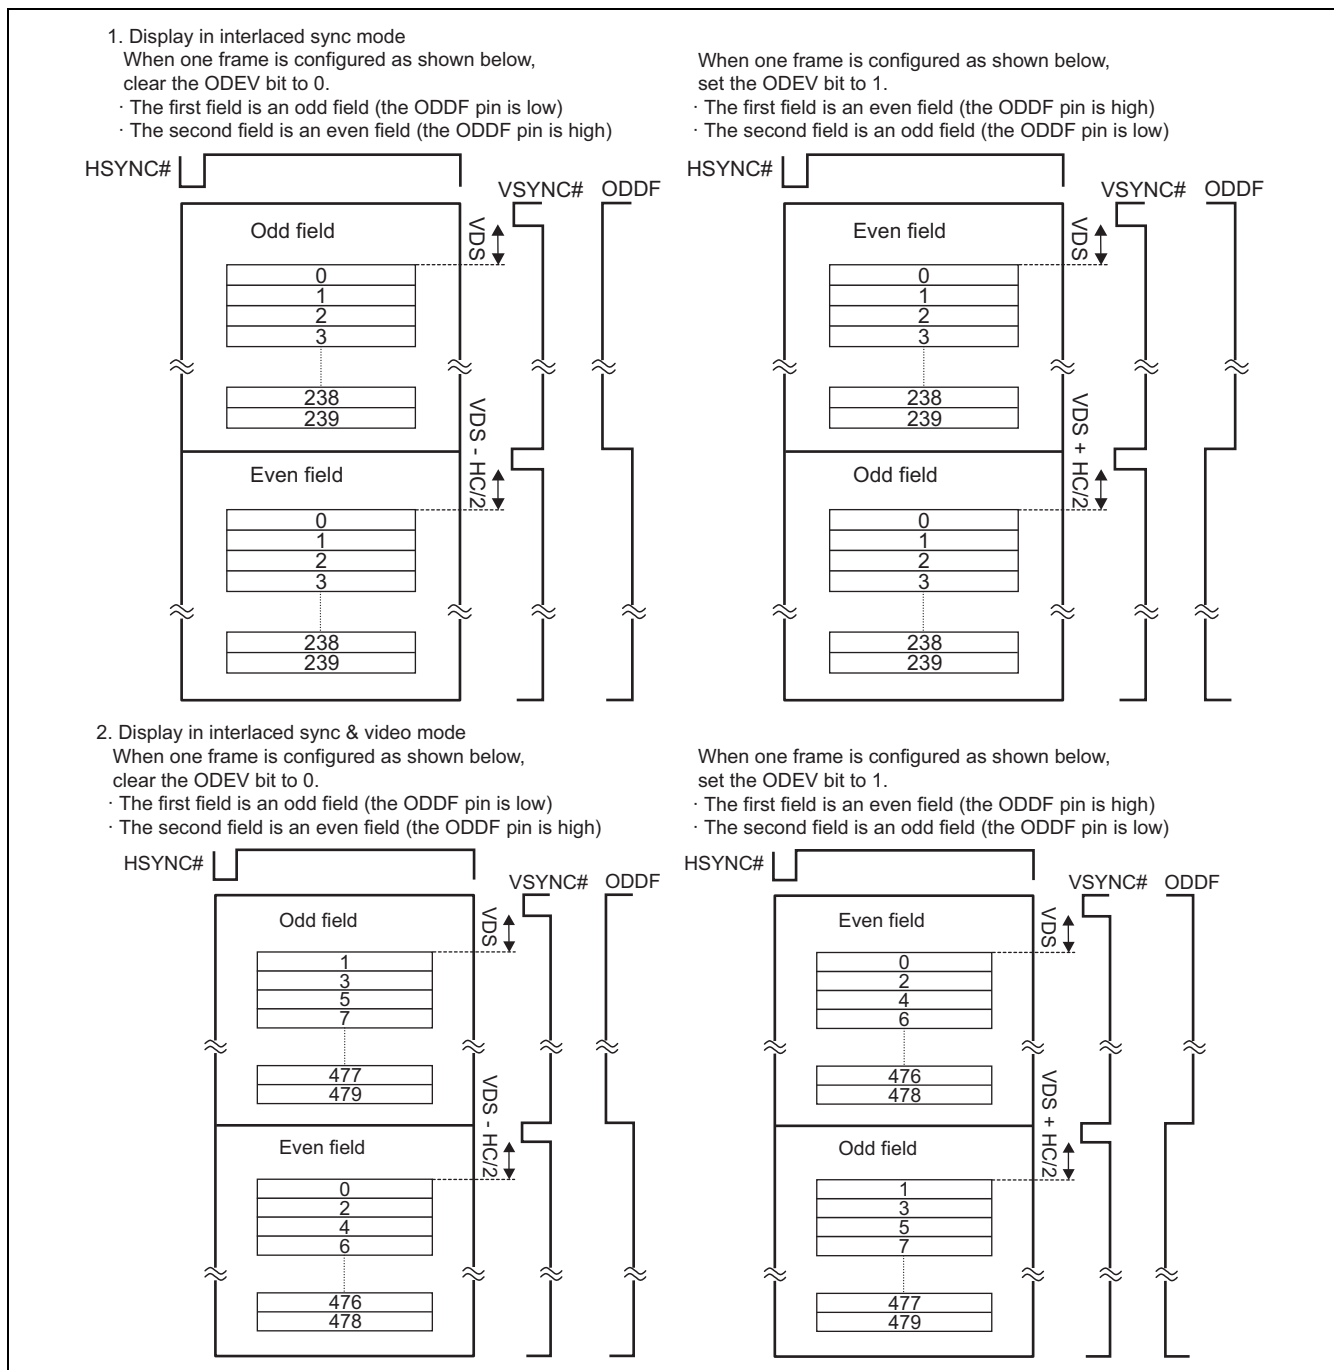 1. Display in interlaced sync mode
When one frame is configured as shown below,
clear the ODEV bit to 0.
· The first field is an odd field (the ODDF pin is low)
· The second field is an even field (the ODDF pin is high)
HSYNC#
VSYNC# ODDF
Odd field
VDS
0
1
2
3
238
239
VDS - HC/2
Even field
0
1
2
3
238
239
When one frame is configured as shown below,
set the ODEV bit to 1.
· The first field is an even field (the ODDF pin is high)
· The second field is an odd field (the ODDF pin is low)
HSYNC#
VSYNC# ODDF
Even field
VDS
0
1
2
3
238
239
VDS + HC/2
Odd field
0
1
2
3
238
239
2. Display in interlaced sync & video mode
When one frame is configured as shown below,
clear the ODEV bit to 0.
· The first field is an odd field (the ODDF pin is low)
· The second field is an even field (the ODDF pin is high)
HSYNC#
VSYNC# ODDF
Odd field
VDS
1
3
5
7
477
479
VDS - HC/2
Even field
0
2
4
6
476
478
When one frame is configured as shown below,
set the ODEV bit to 1.
· The first field is an even field (the ODDF pin is high)
· The second field is an odd field (the ODDF pin is low)
HSYNC#
VSYNC# ODDF
Even field
VDS
0
2
4
6
476
478
VDS + HC/2
Odd field
1
3
5
7
477
479